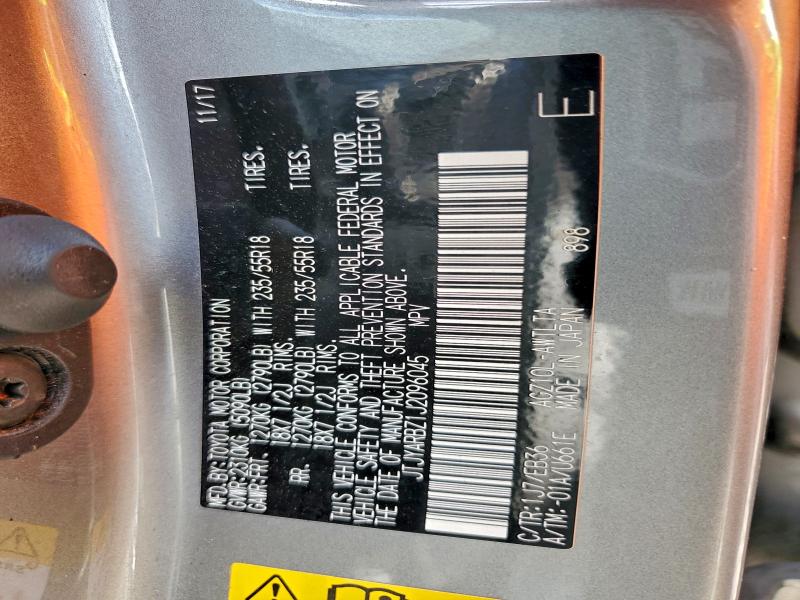 MFD.BY:TOYOTA MOTOR CORPORATION 11/17
GVWR:2310KG (5090LB)
GAWR:FRT. 1270KG (2790LB) WITH 235/55R18 TIRES.
18X7 1/2J RIMS.
RR. 1270KG (2790LB) WITH 235/55R18 TIRES.
18X7 1/2J RIMS.
THIS VEHICLE CONFORMS TO ALL APPLICABLE FEDERAL MOTOR
VEHICLE SAFETY AND THEFT PREVENTION STANDARDS IN EFFECT ON
THE DATE OF MANUFACTURE SHOWN ABOVE.
JTJYARBZ1J2096045 MPV
C/TR:1J7/EB36 AGZ10L-AWTLTA 898
A/TM:-01A/U661E MADE IN JAPAN
E